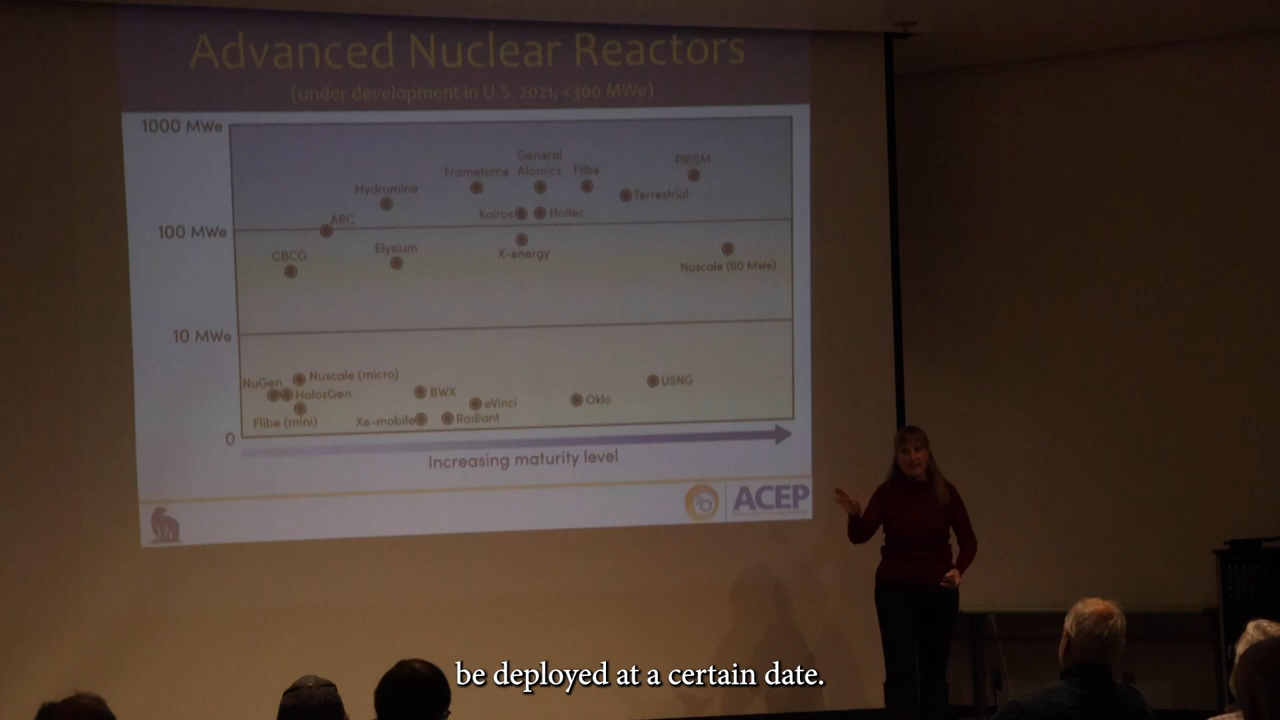 Advanced Nuclear Reactors
(under development in U.S. 2021, <300 MWe)
1000 MWe
General
Atomics
PRISM
Framatome
Flibe
Hydromine
Terrestrial
Kairos
Holtec
ARC
100 MWe
Elysium
CBCG
X-energy
Nuscale (60 MWe)
10 MWe
NuGen
Nuscale (micro)
HolosGen
BWX
USNG
eVinci
Oklo
Flibe (mini)
Xe-mobile
Radiant
0
Increasing maturity level
ACEP
be deployed at a certain date.